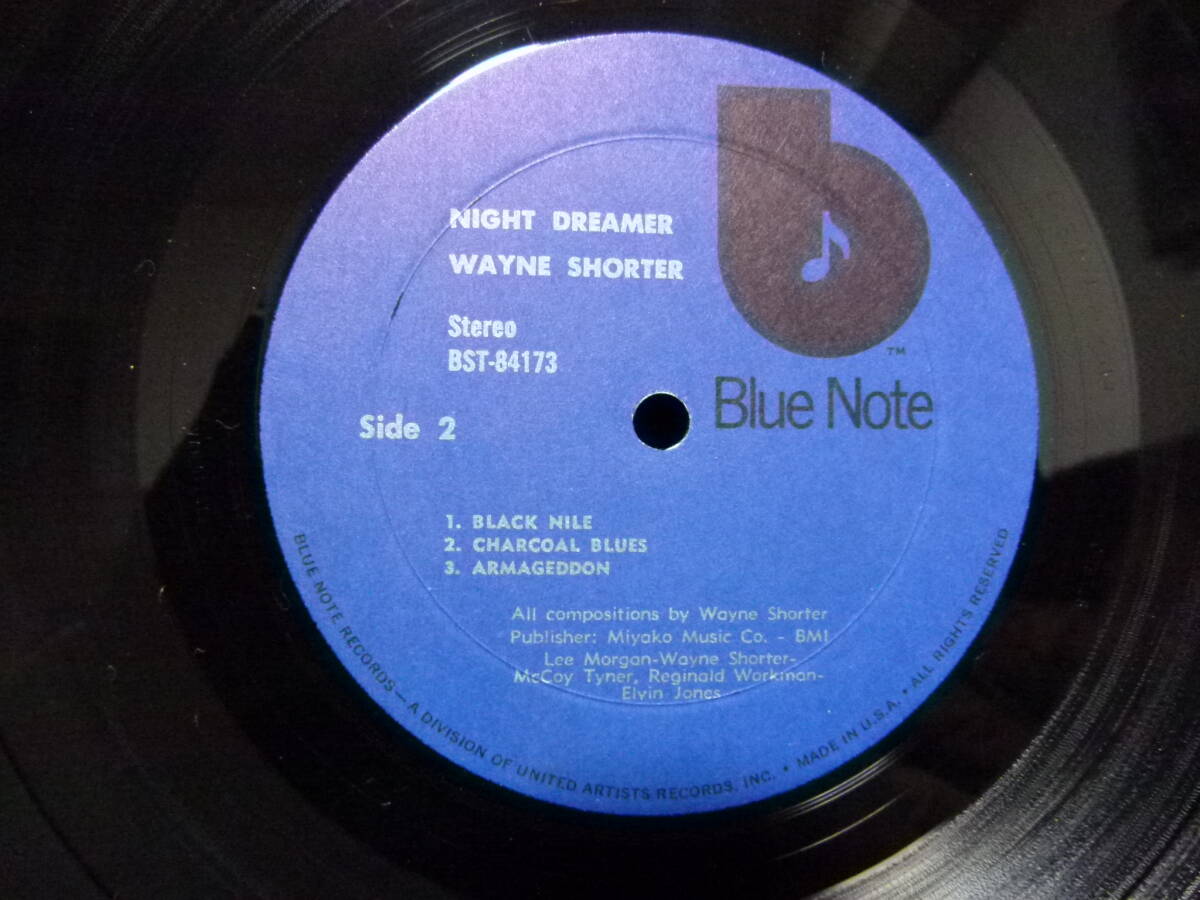 NIGHT DREAMER
WAYNE SHORTER
Stereo
BST-84173
Side 2
b
TM
Blue Note
1. BLACK NILE
2. CHARCOAL BLUES
3. ARMAGEDDON
All compositions by Wayne Shorter
Publisher: Miyako Music Co. - BMI
Lee Morgan-Wayne Shorter-
McCoy Tyner, Reginald Workman-
Elvin Jones
BLUE NOTE RECORDS—A DIVISION OF UNITED ARTISTS RECORDS, INC. • MADE IN U.S.A. • ALL RIGHTS RESERVED